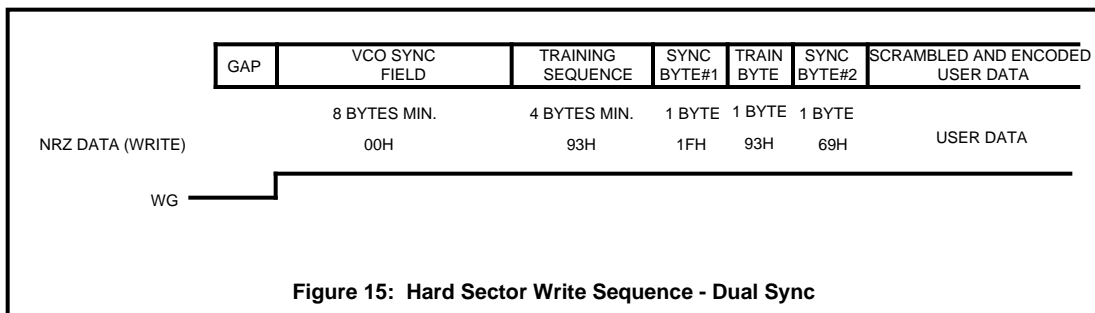 GAP VCO SYNC FIELD TRAINING SEQUENCE SYNC BYTE#1 TRAIN BYTE SYNC BYTE#2 SCRAMBLED AND ENCODED USER DATA
8 BYTES MIN. 4 BYTES MIN. 1 BYTE 1 BYTE 1 BYTE
NRZ DATA (WRITE) 00H 93H 1FH 93H 69H USER DATA
WG
Figure 15: Hard Sector Write Sequence - Dual Sync